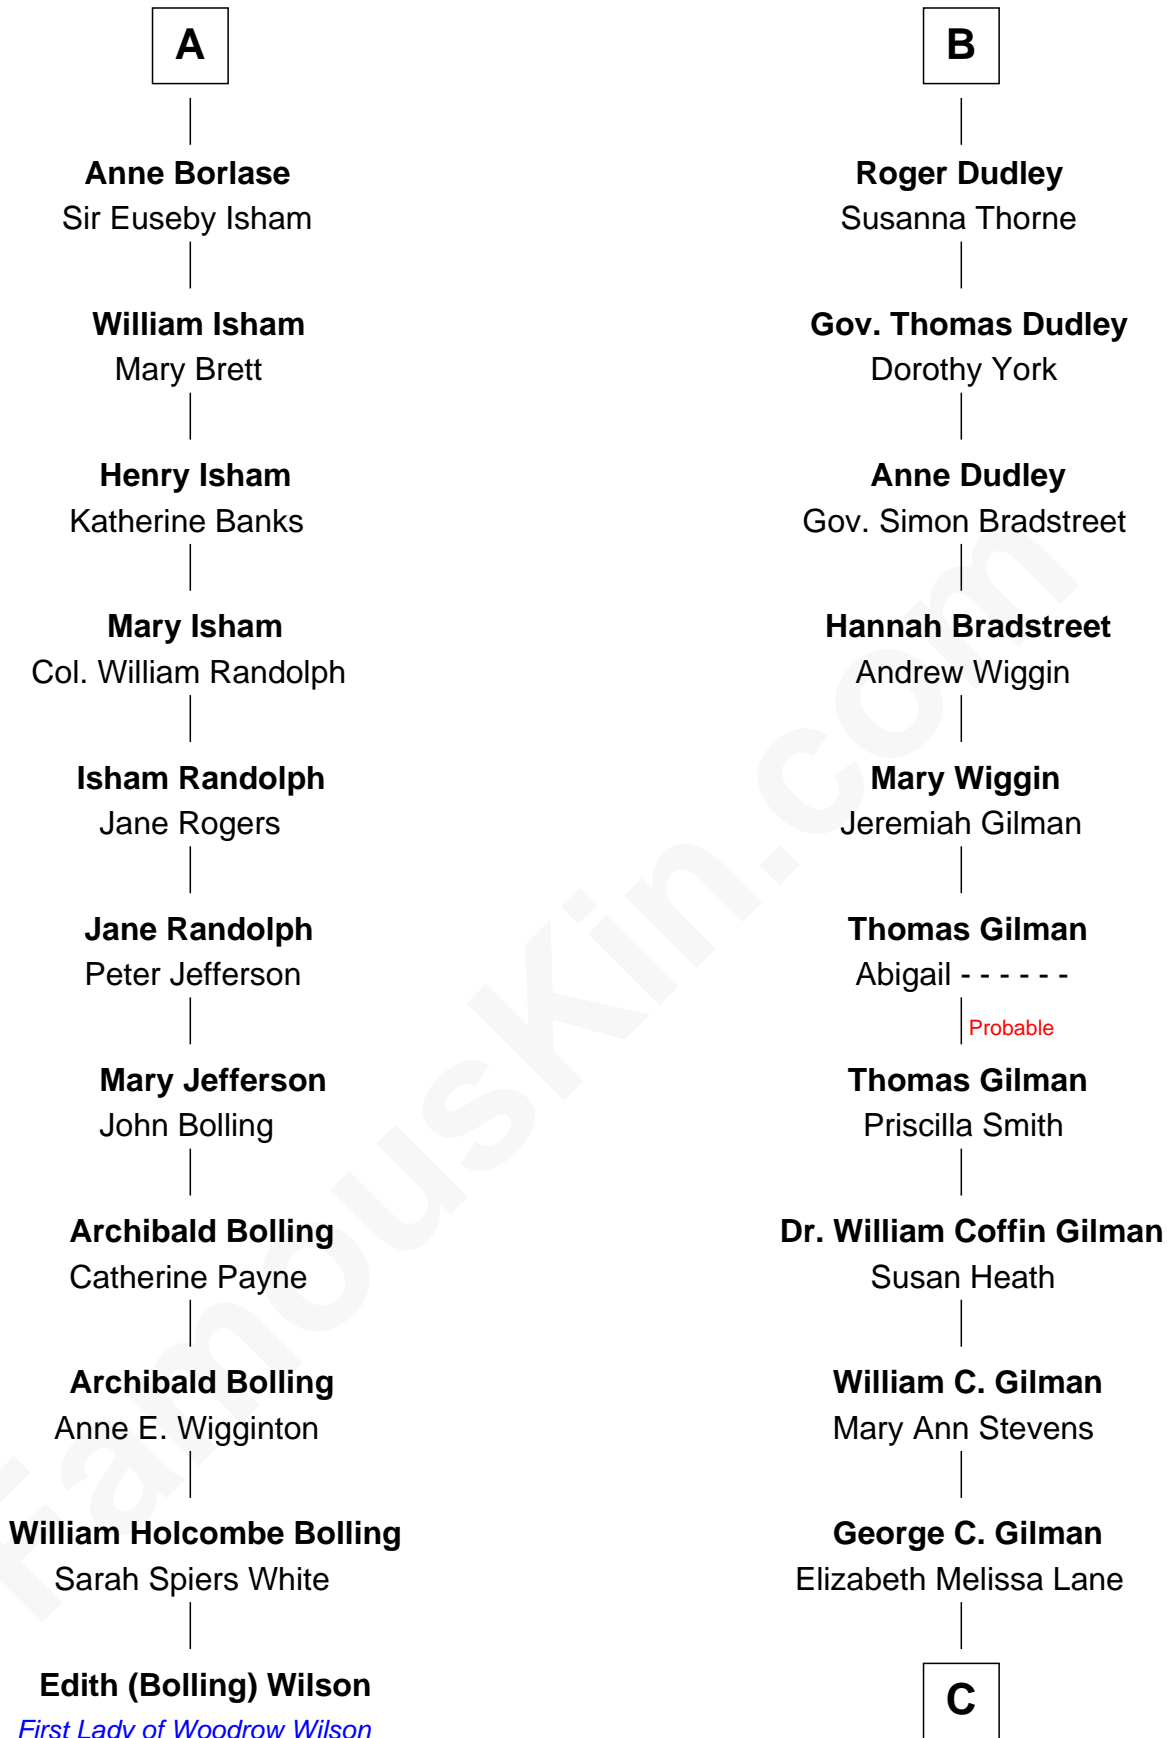 A
Anne Borlase
Sir Euseby Isham
William Isham
Mary Brett
Henry Isham
Katherine Banks
Mary Isham
Col. William Randolph
Isham Randolph
Jane Rogers
Jane Randolph
Peter Jefferson
Mary Jefferson
John Bolling
Archibald Bolling
Catherine Payne
Archibald Bolling
Anne E. Wigginton
William Holcombe Bolling
Sarah Spiers White
Edith (Bolling) Wilson
First Lady of Woodrow Wilson
B
Roger Dudley
Susanna Thorne
Gov. Thomas Dudley
Dorothy York
Anne Dudley
Gov. Simon Bradstreet
Hannah Bradstreet
Andrew Wiggin
Mary Wiggin
Jeremiah Gilman
Thomas Gilman
Abigail - - - - - -
Probable
Thomas Gilman
Priscilla Smith
Dr. William Coffin Gilman
Susan Heath
William C. Gilman
Mary Ann Stevens
George C. Gilman
Elizabeth Melissa Lane
C
FamousKin.com